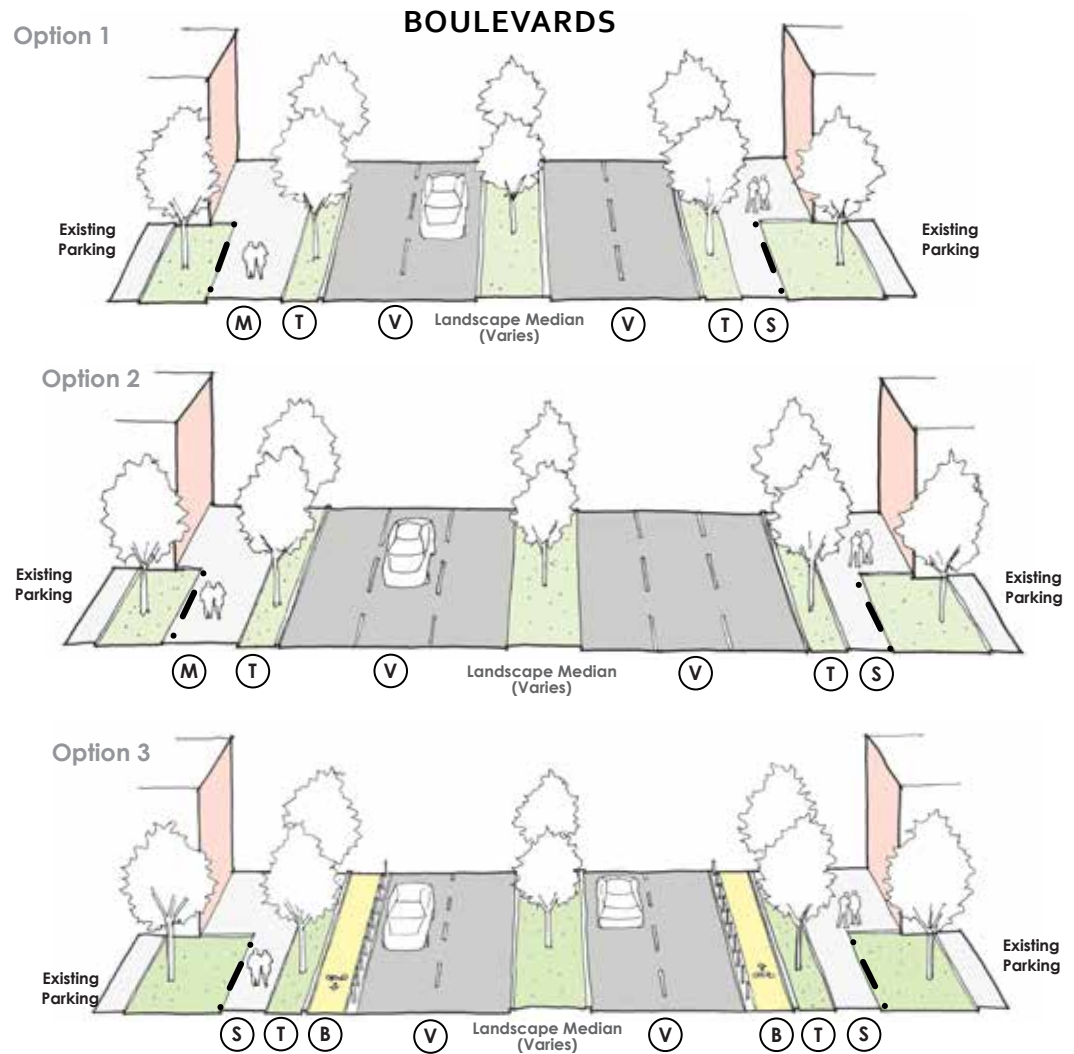 BOULEVARDS
Option 1
Existing
Parking
Existing
Parking
M T V Landscape Median V T S
(Varies)
Option 2
Existing
Parking
Existing
Parking
M T V Landscape Median V T S
(Varies)
Option 3
Existing
Parking
Existing
Parking
S T B V Landscape Median V B T S
(Varies)